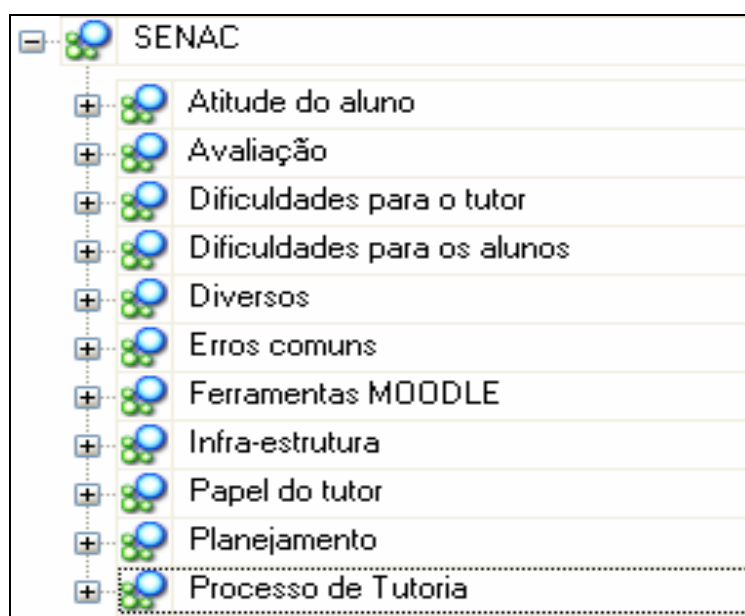 SENAC
Atitude do aluno
Avaliação
Dificuldades para o tutor
Dificuldades para os alunos
Diversos
Erros comuns
Ferramentas MOODLE
Infra-estrutura
Papel do tutor
Planejamento
Processo de Tutoria